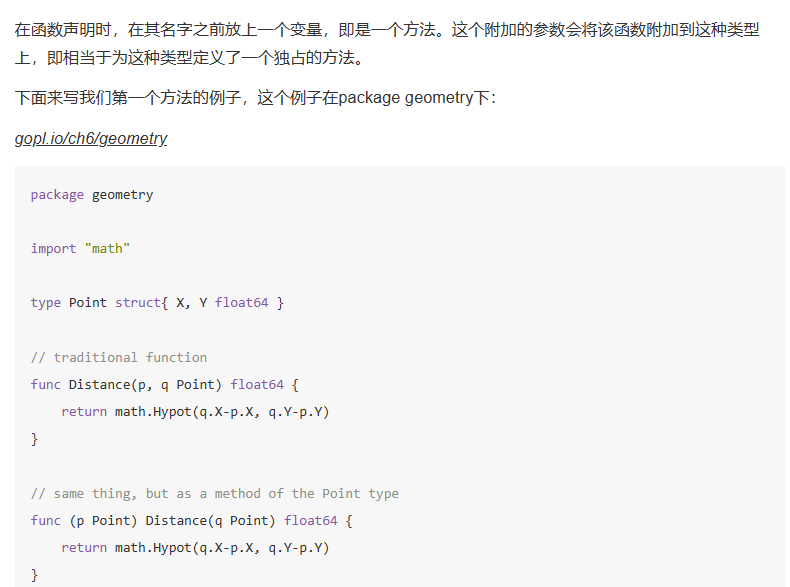 在函数声明时，在其名字之前放上一个变量，即是一个方法。这个附加的参数会将该函数附加到这种类型
上，即相当于为这种类型定义了一个独占的方法。
下面来写我们第一个方法的例子，这个例子在package geometry下：
gopl.io/ch6/geometry
package geometry
import "math"
type Point struct{ X, Y float64 }
// traditional function
func Distance(p, q Point) float64 {
    return math.Hypot(q.X-p.X, q.Y-p.Y)
}
// same thing, but as a method of the Point type
func (p Point) Distance(q Point) float64 {
    return math.Hypot(q.X-p.X, q.Y-p.Y)
}